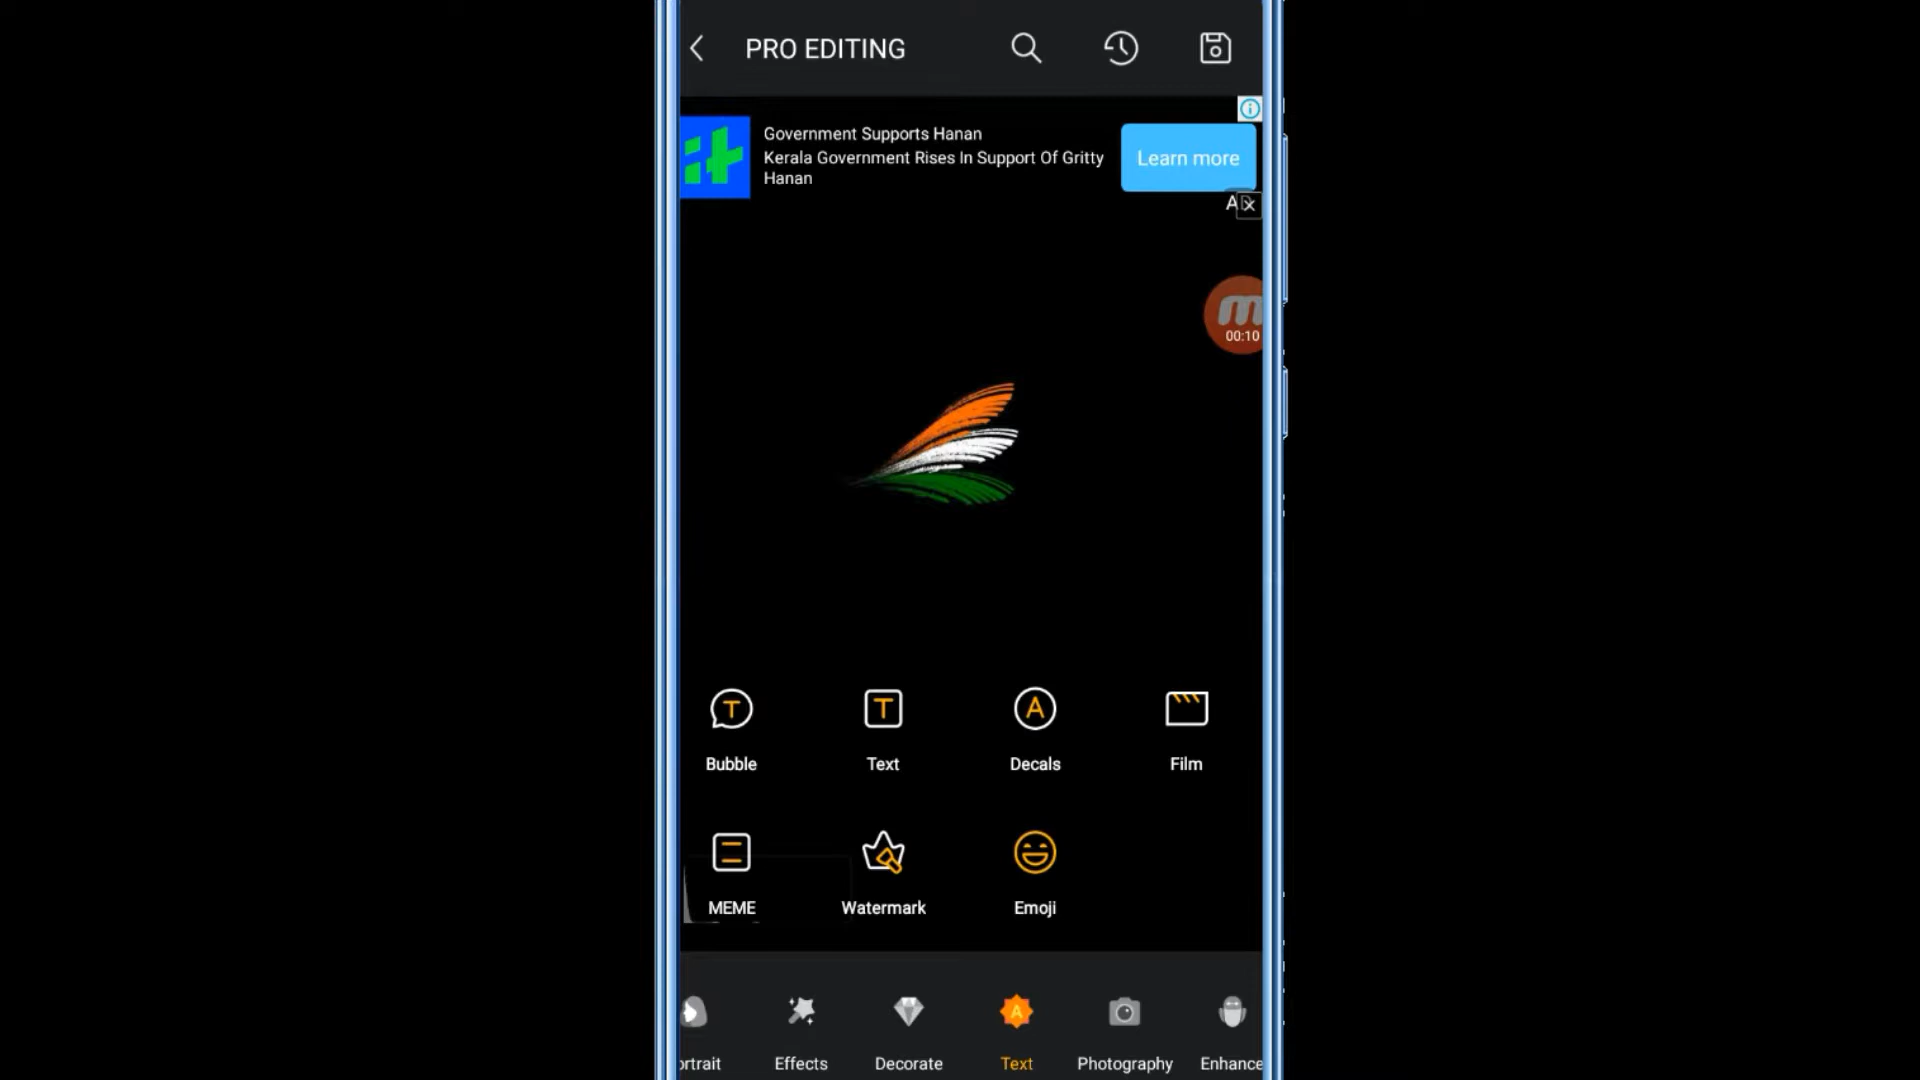 PRO EDITING
Government Supports Hanan
Kerala Government Rises In Support Of Gritty
Hanan
Learn more
00:10
T
T
A
Bubble
Text
Decals
Film
MEME
Watermark
Emoji
A
ortrait
Effects
Decorate
Text
Photography
Enhance